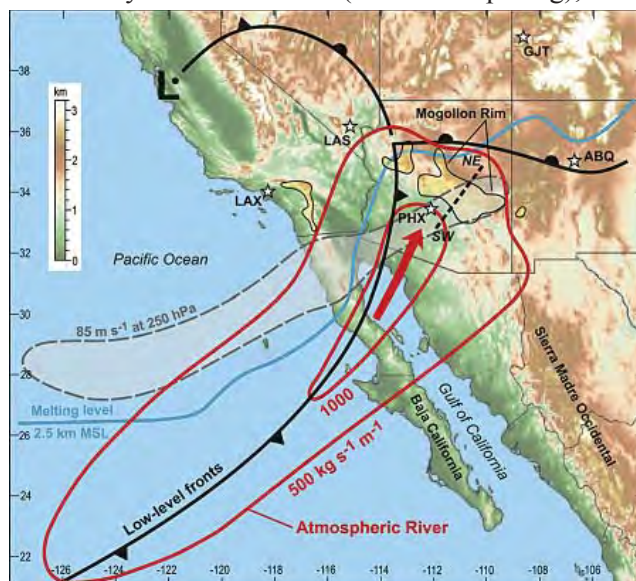 km
3
2
1
0
38
36
34
32
30
28
26
24
22
L
GJT
Mogollon Rim
LAS
NE
ABQ
LAX
PHX
SW
Pacific Ocean
85 m s-1 at 250 hPa
Melting level
2.5 km MSL
1000
500 kg s-1 m-1
Baja California
Gulf of California
Sierra Madre Occidental
Low-level fronts
Atmospheric River
-126 -124 -122 -120 -118 -116 -114 -112 -110 -106